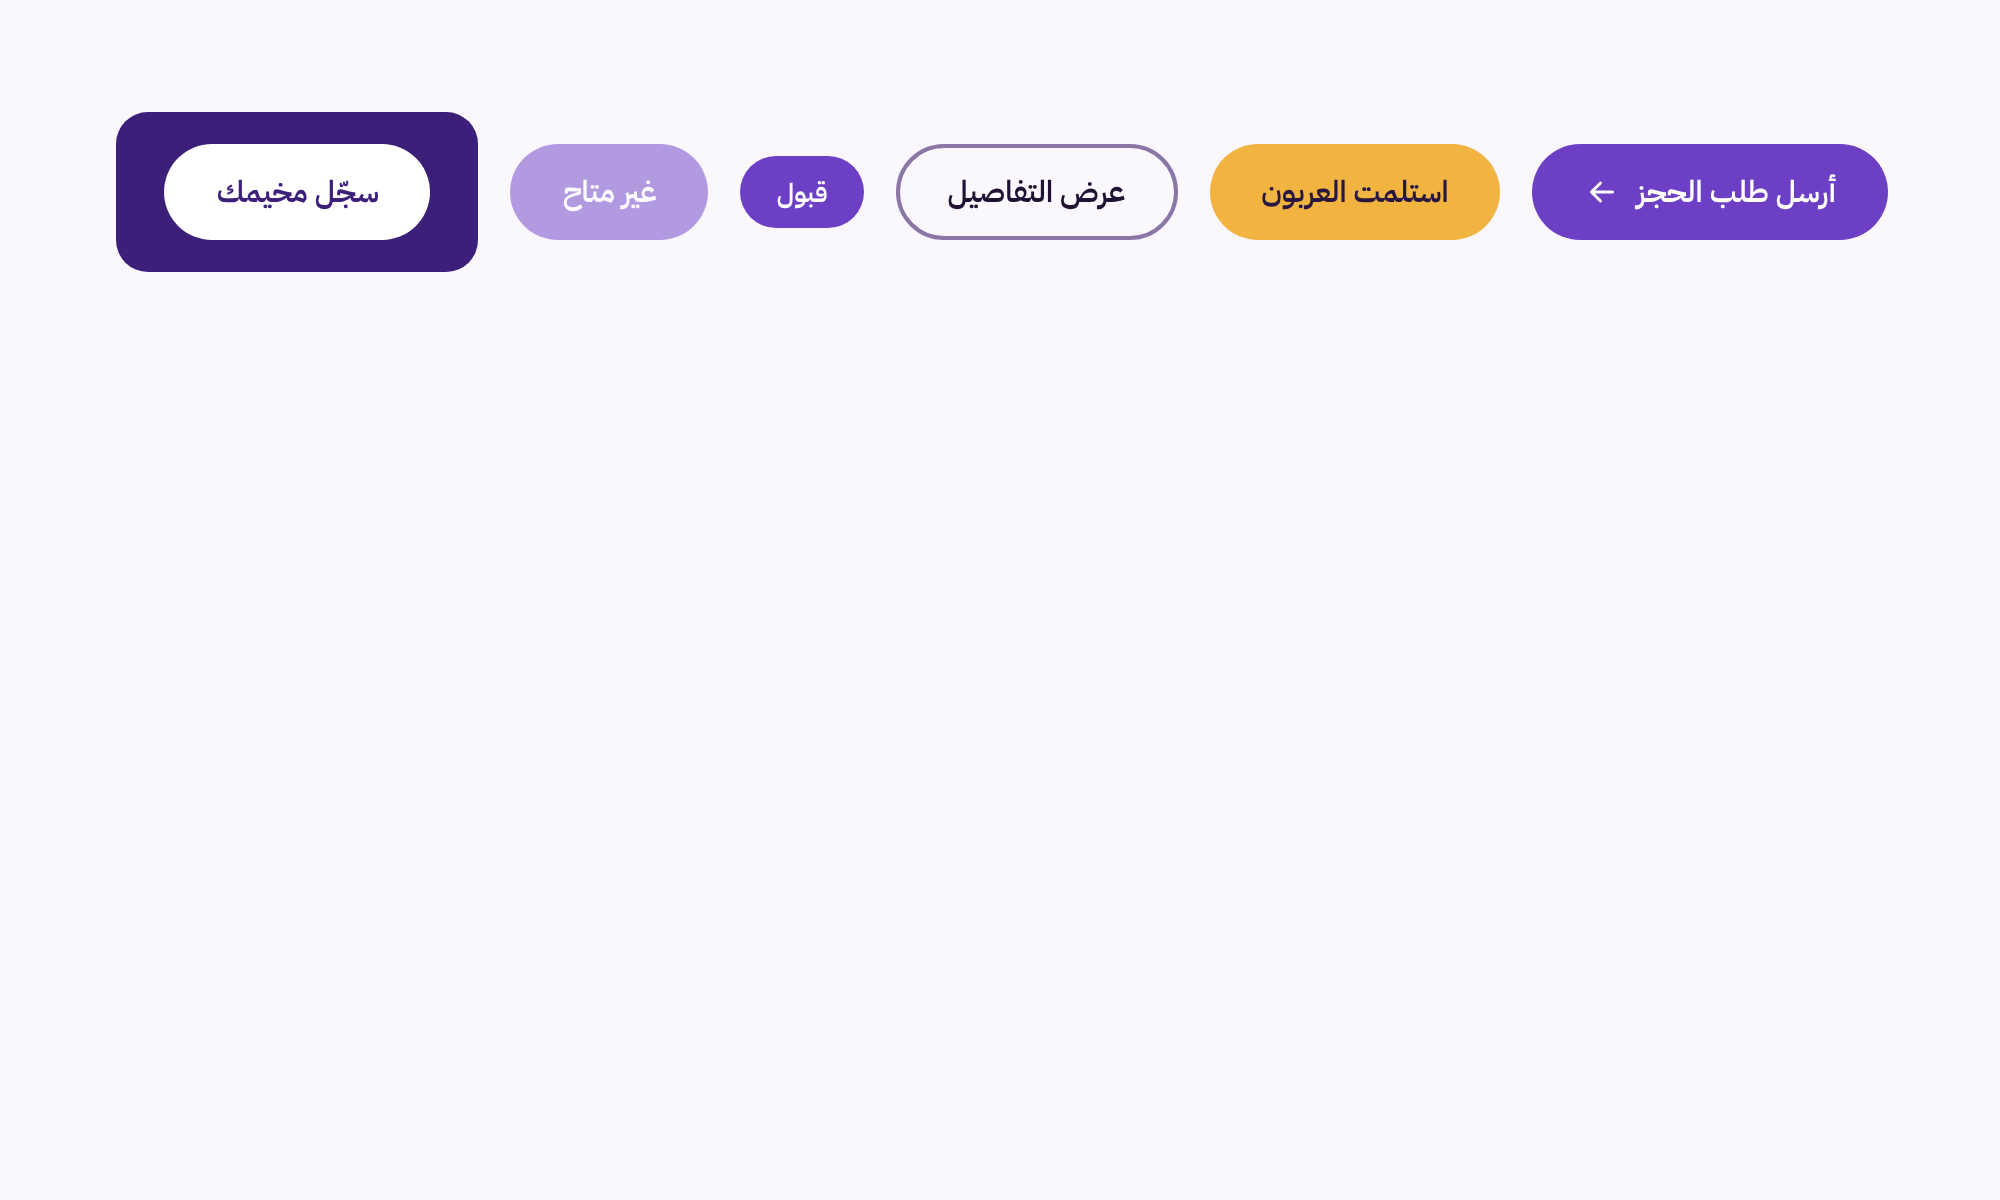 أرسل طلب الحجز ←
استلمت العربون
عرض التفاصيل
قبول
غير متاح
سجّل مخيمك